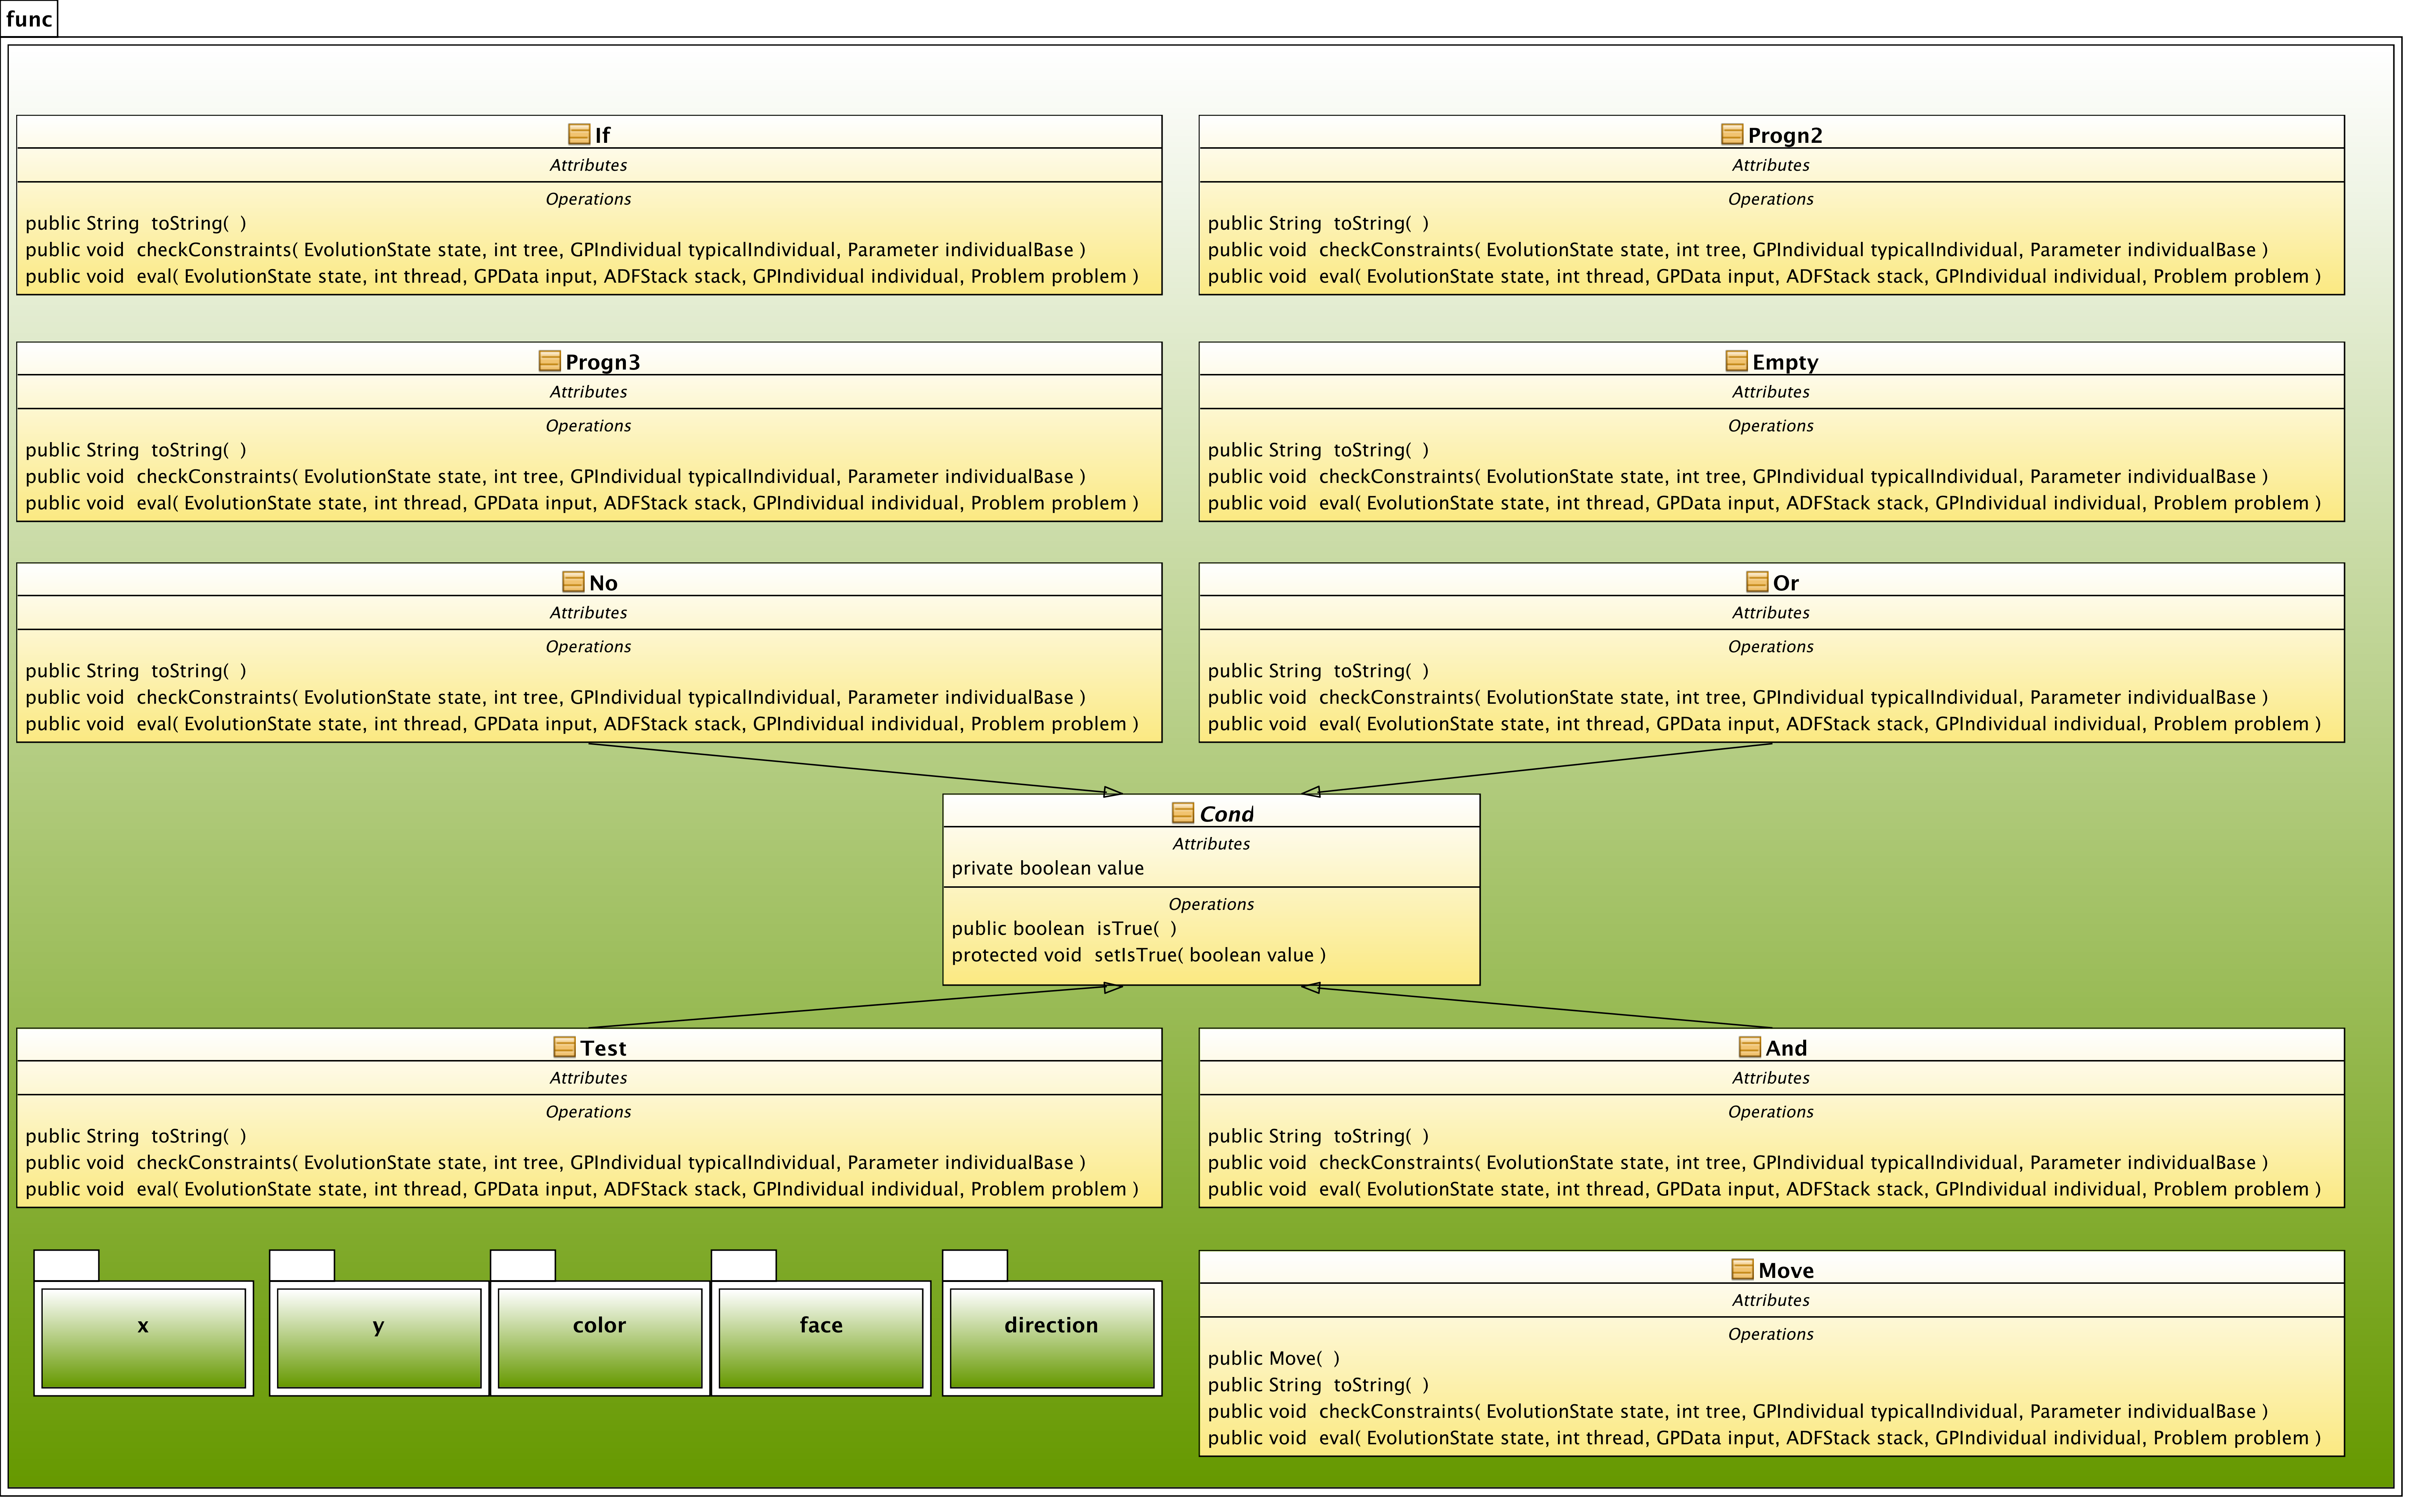 func
If
Attributes
Operations
public String toString( )
public void checkConstraints( EvolutionState state, int tree, GPIndividual typicalIndividual, Parameter individualBase )
public void eval( EvolutionState state, int thread, GPData input, ADFStack stack, GPIndividual individual, Problem problem )
Progn2
Attributes
Operations
public String toString( )
public void checkConstraints( EvolutionState state, int tree, GPIndividual typicalIndividual, Parameter individualBase )
public void eval( EvolutionState state, int thread, GPData input, ADFStack stack, GPIndividual individual, Problem problem )
Progn3
Attributes
Operations
public String toString( )
public void checkConstraints( EvolutionState state, int tree, GPIndividual typicalIndividual, Parameter individualBase )
public void eval( EvolutionState state, int thread, GPData input, ADFStack stack, GPIndividual individual, Problem problem )
Empty
Attributes
Operations
public String toString( )
public void checkConstraints( EvolutionState state, int tree, GPIndividual typicalIndividual, Parameter individualBase )
public void eval( EvolutionState state, int thread, GPData input, ADFStack stack, GPIndividual individual, Problem problem )
No
Attributes
Operations
public String toString( )
public void checkConstraints( EvolutionState state, int tree, GPIndividual typicalIndividual, Parameter individualBase )
public void eval( EvolutionState state, int thread, GPData input, ADFStack stack, GPIndividual individual, Problem problem )
Or
Attributes
Operations
public String toString( )
public void checkConstraints( EvolutionState state, int tree, GPIndividual typicalIndividual, Parameter individualBase )
public void eval( EvolutionState state, int thread, GPData input, ADFStack stack, GPIndividual individual, Problem problem )
Cond
Attributes
private boolean value
Operations
public boolean isTrue( )
protected void setIsTrue( boolean value )
Test
Attributes
Operations
public String toString( )
public void checkConstraints( EvolutionState state, int tree, GPIndividual typicalIndividual, Parameter individualBase )
public void eval( EvolutionState state, int thread, GPData input, ADFStack stack, GPIndividual individual, Problem problem )
And
Attributes
Operations
public String toString( )
public void checkConstraints( EvolutionState state, int tree, GPIndividual typicalIndividual, Parameter individualBase )
public void eval( EvolutionState state, int thread, GPData input, ADFStack stack, GPIndividual individual, Problem problem )
x
y
color
face
direction
Move
Attributes
Operations
public Move( )
public String toString( )
public void checkConstraints( EvolutionState state, int tree, GPIndividual typicalIndividual, Parameter individualBase )
public void eval( EvolutionState state, int thread, GPData input, ADFStack stack, GPIndividual individual, Problem problem )